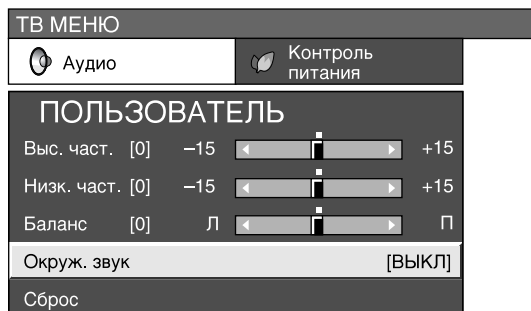 ТВ МЕНЮ
Аудио
Контроль
питания
ПОЛЬЗОВАТЕЛЬ
Выс. част. [0] –15 +15
Низк. част. [0] –15 +15
Баланс [0] Л П
Окруж. звук [ВЫКЛ]
Сброс